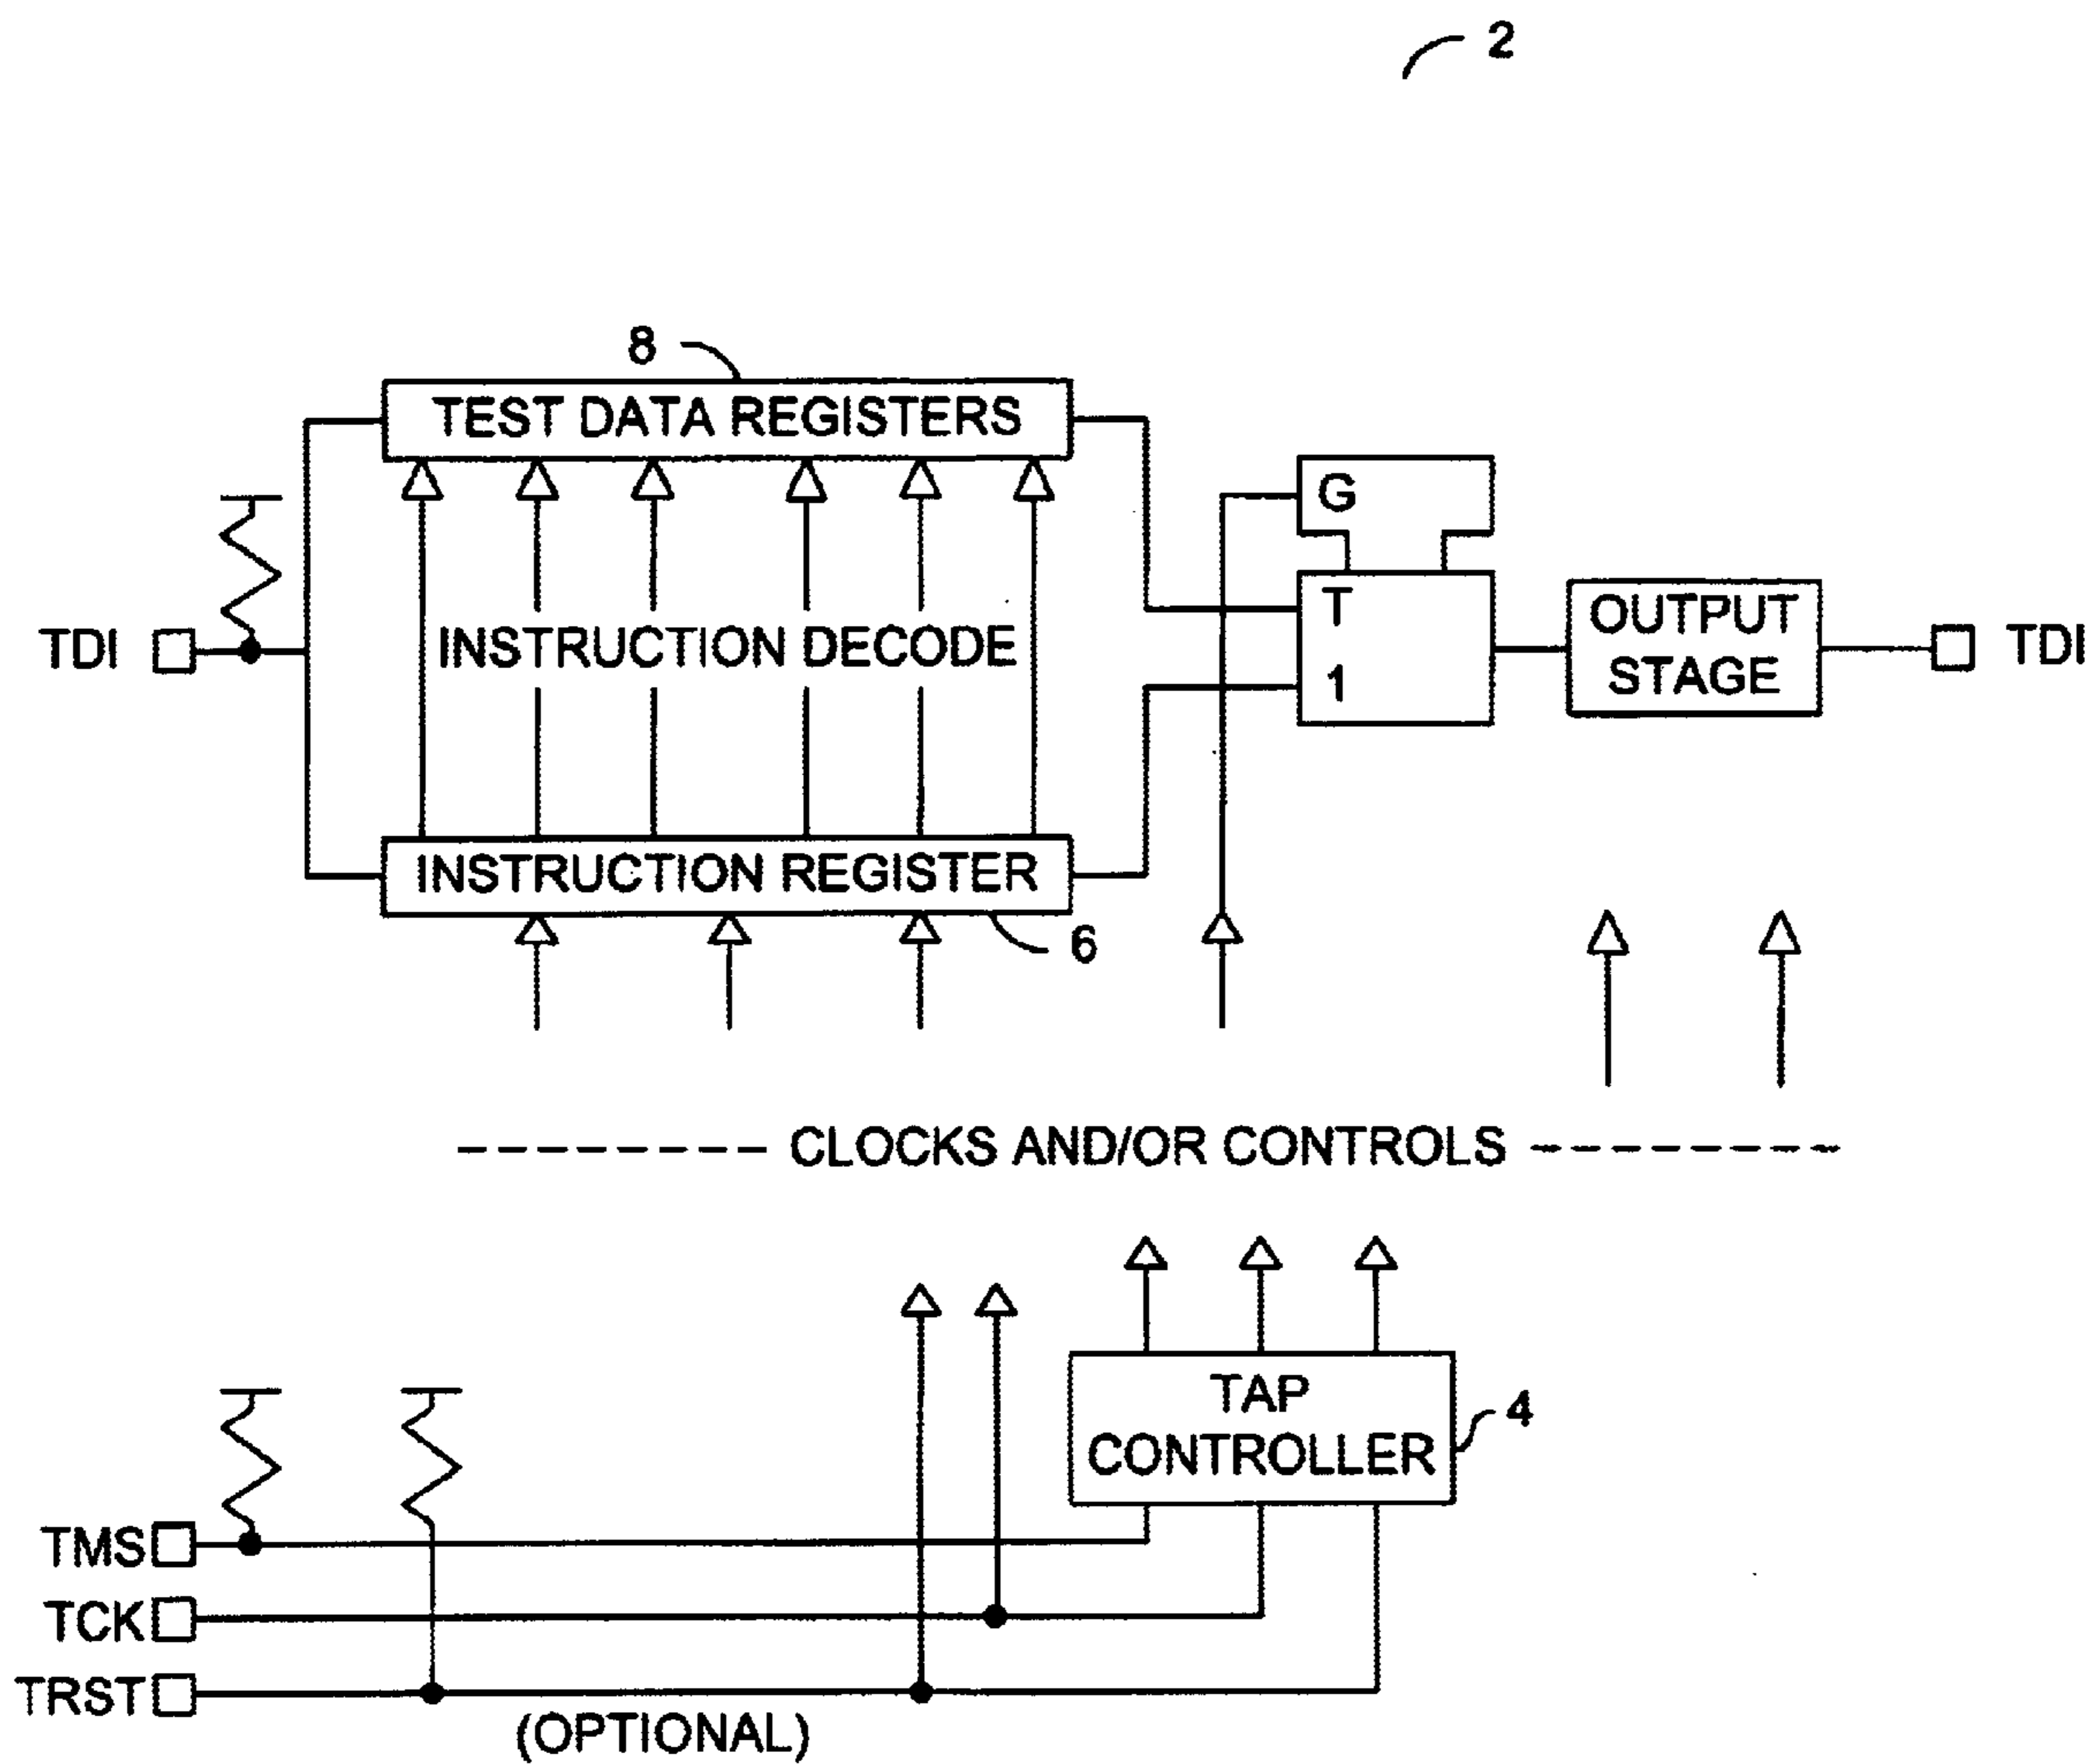 2
8
TEST DATA REGISTERS
G
TDI
INSTRUCTION DECODE
T
1
OUTPUT
STAGE
TDI
INSTRUCTION REGISTER
6
CLOCKS AND/OR CONTROLS
TAP
CONTROLLER
4
TMS
TCK
TRST
(OPTIONAL)